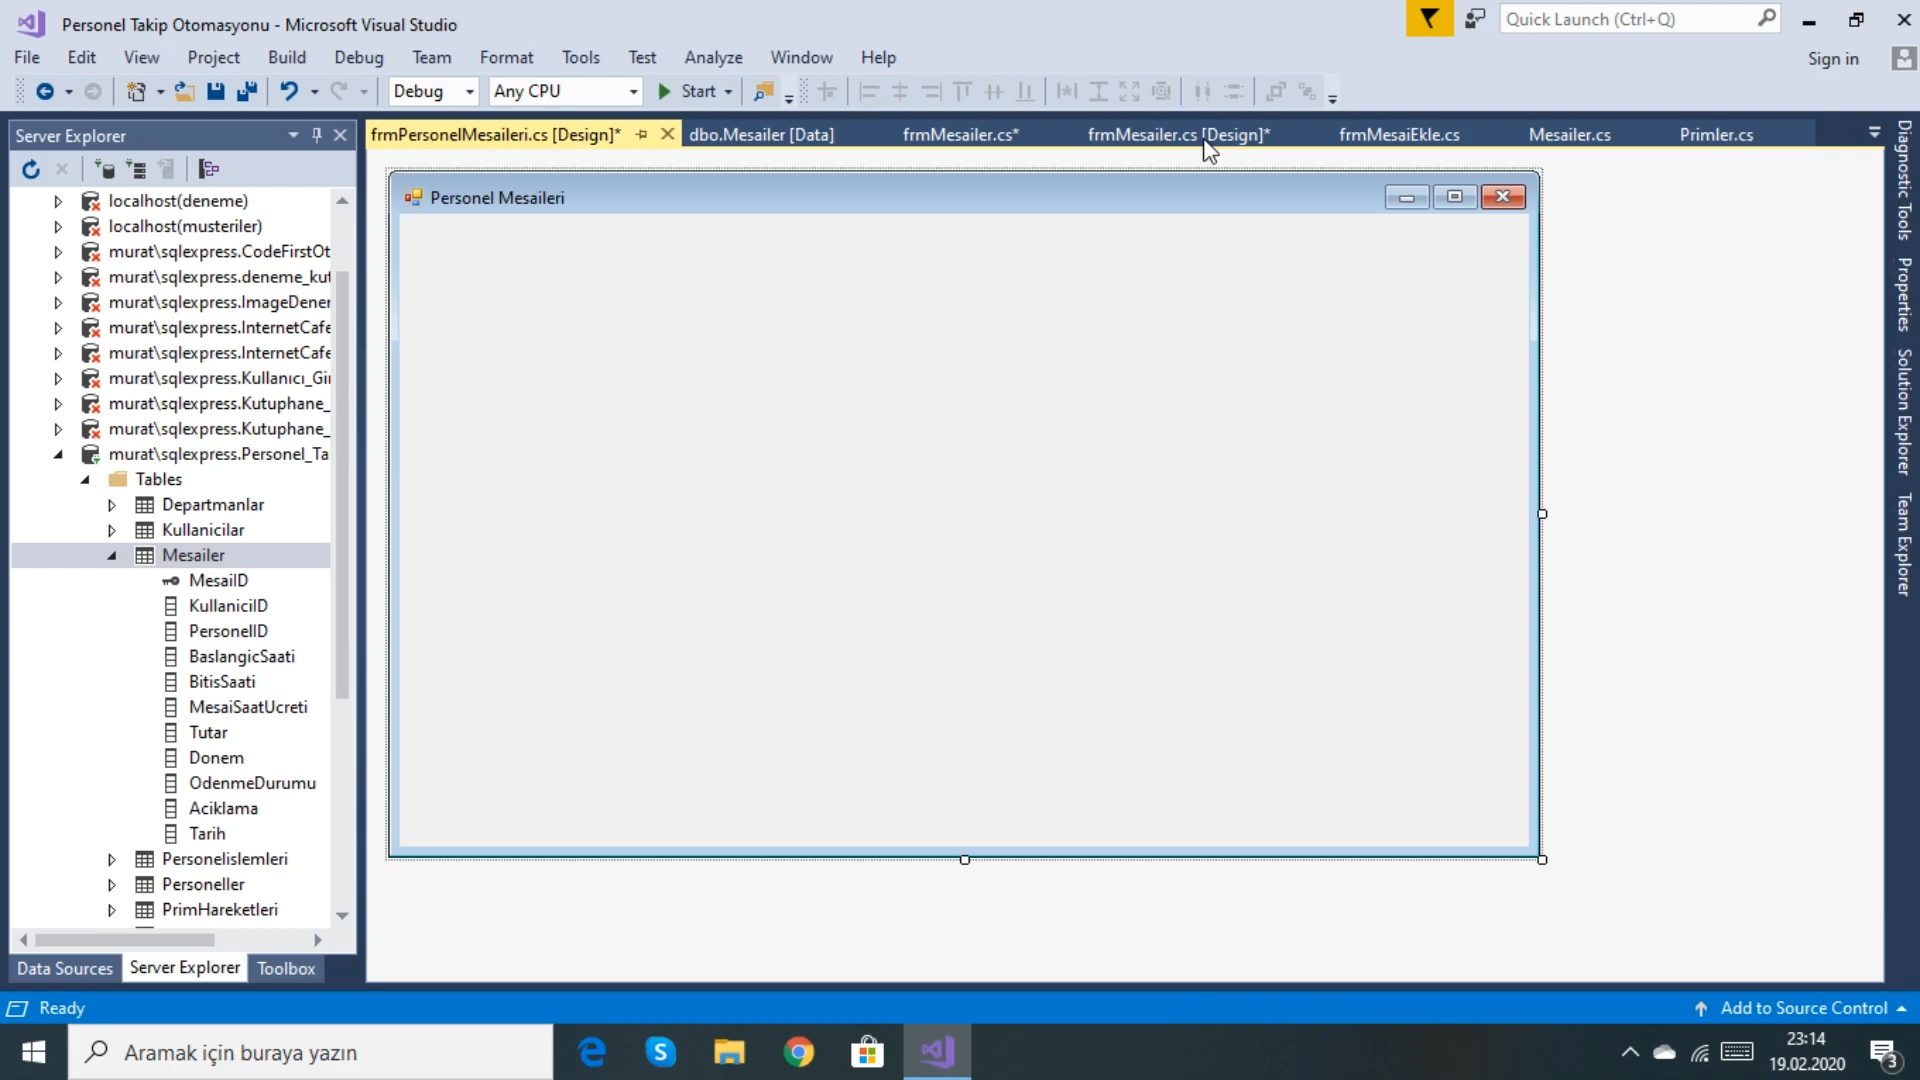 Personel Takip Otomasyonu - Microsoft Visual Studio
Quick Launch (Ctrl+Q)
File Edit View Project Build Debug Team Format Tools Test Analyze Window Help
Sign in
Debug Any CPU Start
Server Explorer
frmPersonelMesaileri.cs [Design]* dbo.Mesailer [Data] frmMesailer.cs* frmMesailer.cs [Design]* frmMesaiEkle.cs Mesailer.cs Primler.cs
Personel Mesaileri
localhost(deneme)
localhost(musteriler)
murat\sqlexpress.CodeFirstOt
murat\sqlexpress.deneme_kut
murat\sqlexpress.ImageDener
murat\sqlexpress.InternetCafe
murat\sqlexpress.InternetCafe
murat\sqlexpress.Kullanıcı_Gir
murat\sqlexpress.Kutuphane_
murat\sqlexpress.Kutuphane_
murat\sqlexpress.Personel_Ta
Tables
Departmanlar
Kullanicilar
Mesailer
MesaiID
KullaniciID
PersonelID
BaslangicSaati
BitisSaati
MesaiSaatUcreti
Tutar
Donem
OdenmeDurumu
Aciklama
Tarih
Personelislemleri
Personeller
PrimHareketleri
Data Sources Server Explorer Toolbox
Diagnostic Tools
Properties
Solution Explorer
Team Explorer
Ready
Add to Source Control
Aramak için buraya yazın
23:14
19.02.2020
3